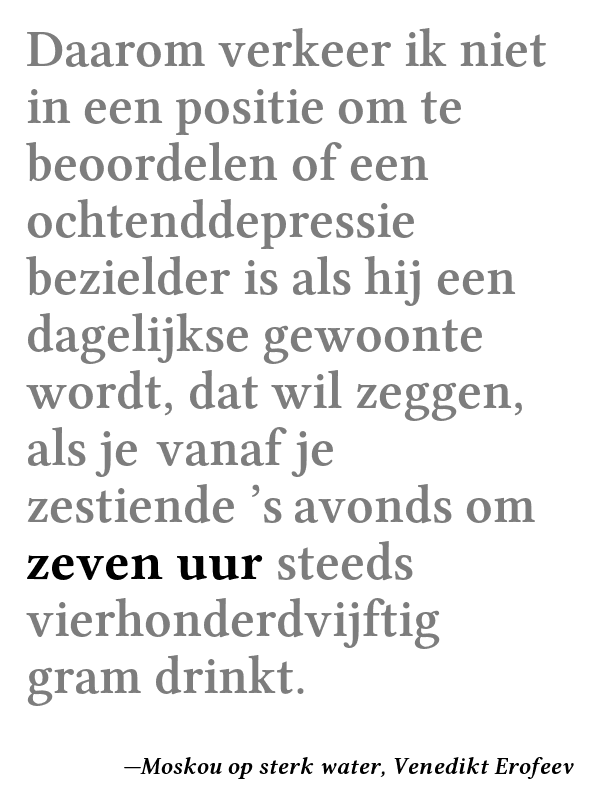 Daarom verkeer ik niet
in een positie om te
beoordelen of een
ochtenddepressie
bezielder is als hij een
dagelijkse gewoonte
wordt, dat wil zeggen,
als je vanaf je
zestiende ’s avonds om
zeven uur steeds
vierhonderdvijftig
gram drinkt.
—Moskou op sterk water, Venedikt Erofeev